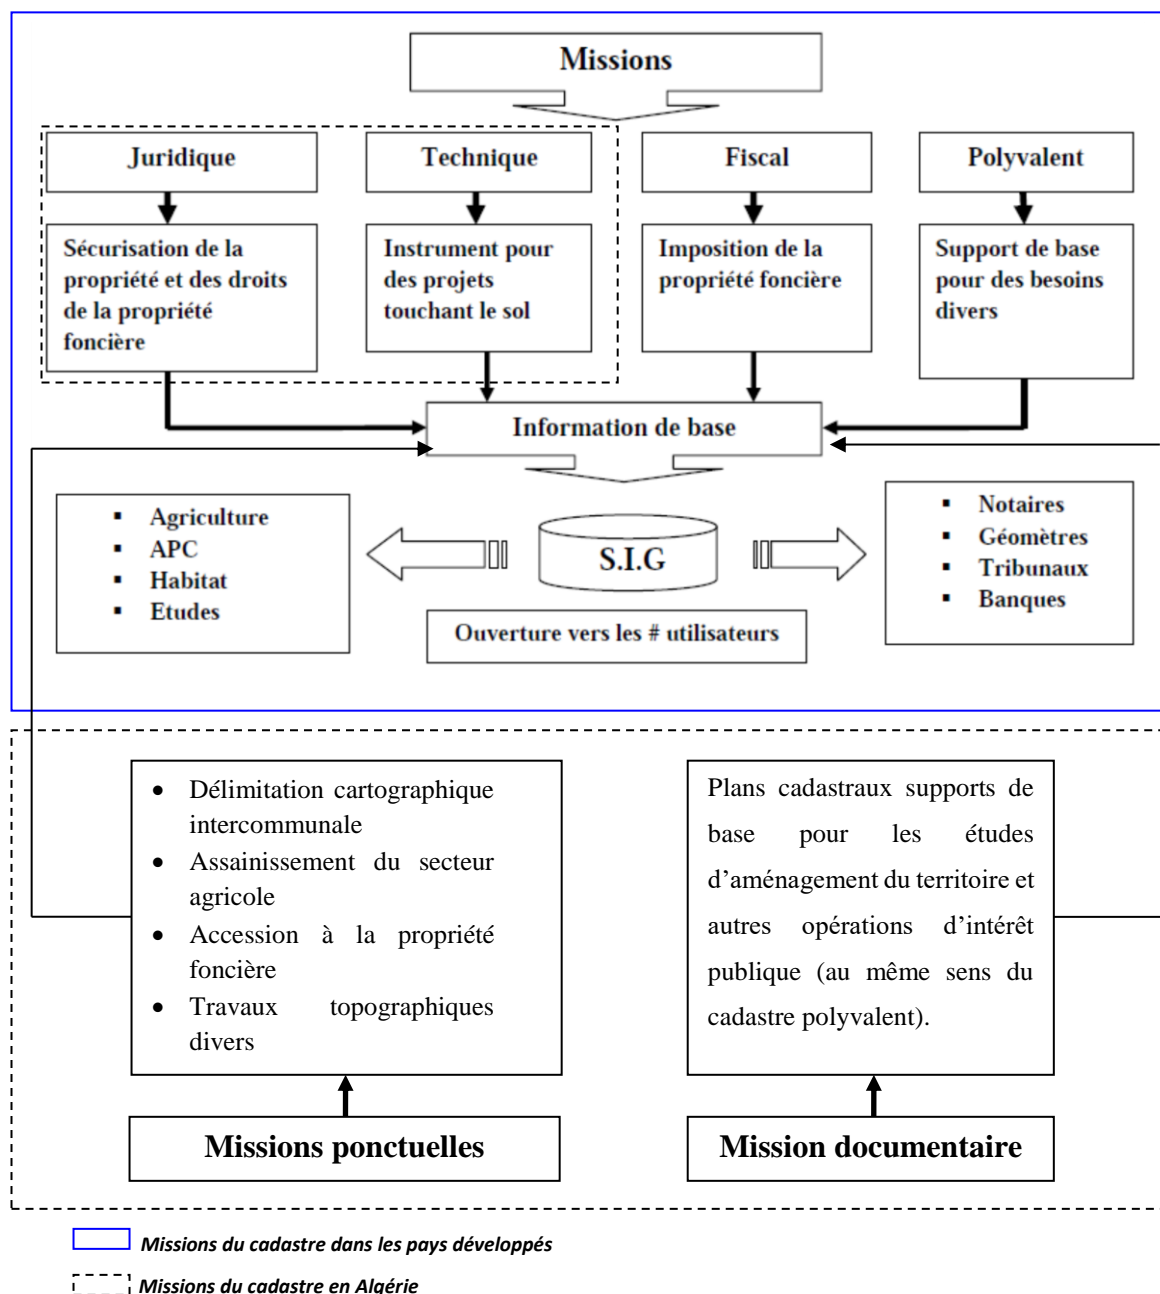 Missions
Juridique
Technique
Fiscal
Polyvalent
Sécurisation de la
propriété et des droits
de la propriété
foncière
Instrument pour
des projets
touchant le sol
Imposition de la
propriété foncière
Support de base
pour des besoins
divers
Information de base
▪ Agriculture
▪ APC
▪ Habitat
▪ Etudes
S.I.G
▪ Notaires
▪ Géomètres
▪ Tribunaux
▪ Banques
Ouverture vers les # utilisateurs
• Délimitation cartographique
intercommunale
• Assainissement du secteur
agricole
• Accession à la propriété
foncière
• Travaux topographiques
divers
Plans cadastraux supports de
base pour les études
d’aménagement du territoire et
autres opérations d’intérêt
publique (au même sens du
cadastre polyvalent).
Missions ponctuelles
Mission documentaire
Missions du cadastre dans les pays développés
Missions du cadastre en Algérie